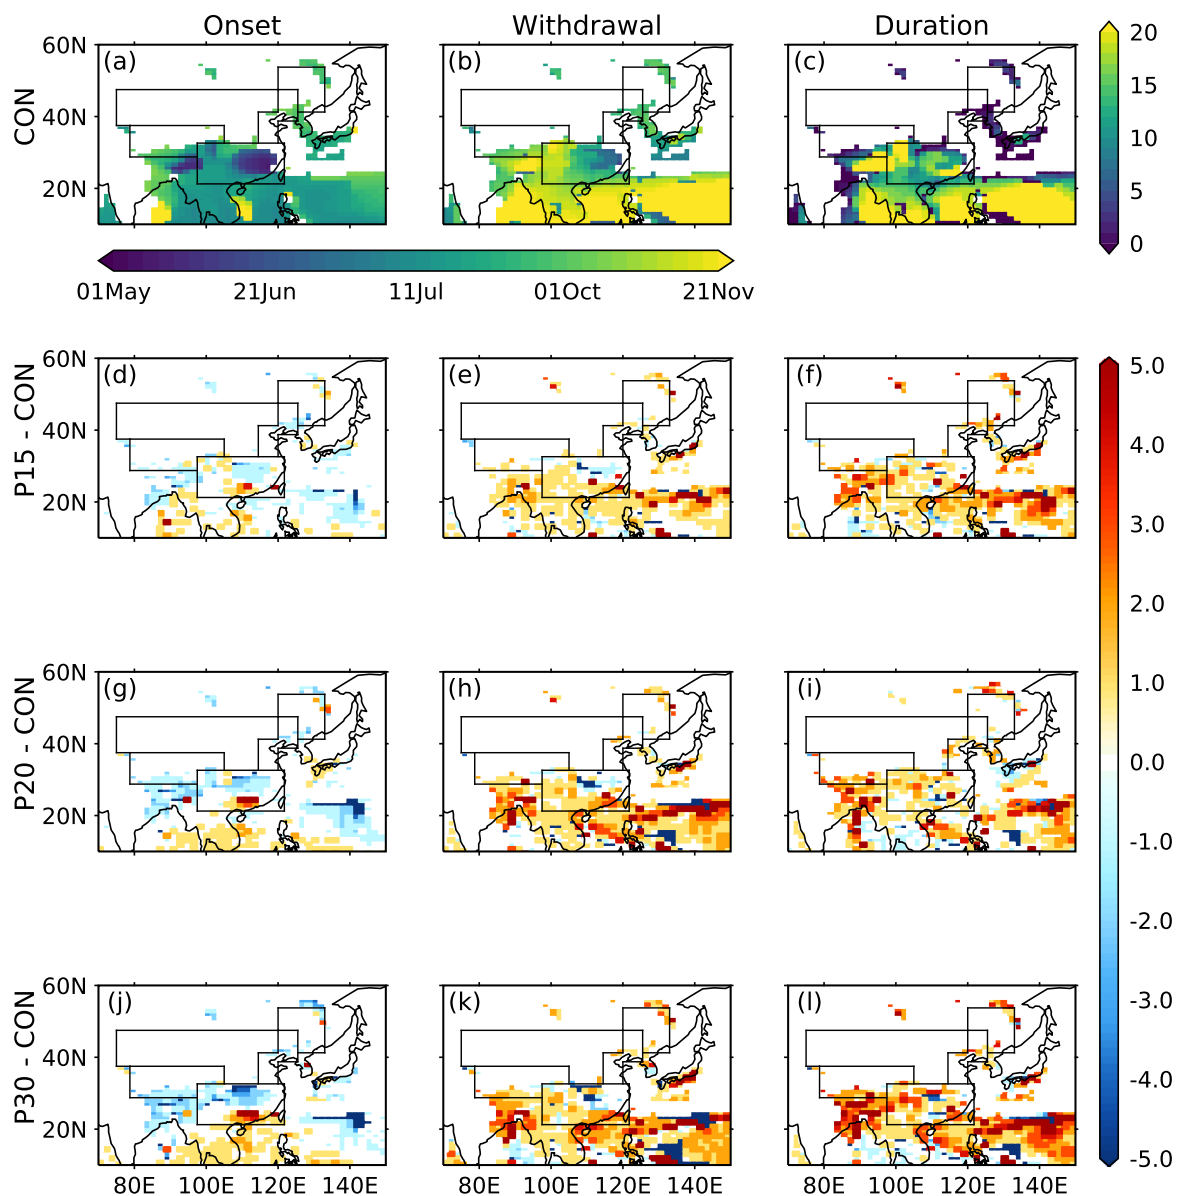 Onset Withdrawal Duration
CON
60N
40N
20N
(a) (b) (c)
20
15
10
5
0
01May 21Jun 11Jul 01Oct 21Nov
P15 - CON
60N
40N
20N
(d) (e) (f)
P20 - CON
60N
40N
20N
(g) (h) (i)
P30 - CON
60N
40N
20N
(j) (k) (l)
80E 100E 120E 140E 80E 100E 120E 140E 80E 100E 120E 140E
5.0
4.0
3.0
2.0
1.0
0.0
-1.0
-2.0
-3.0
-4.0
-5.0